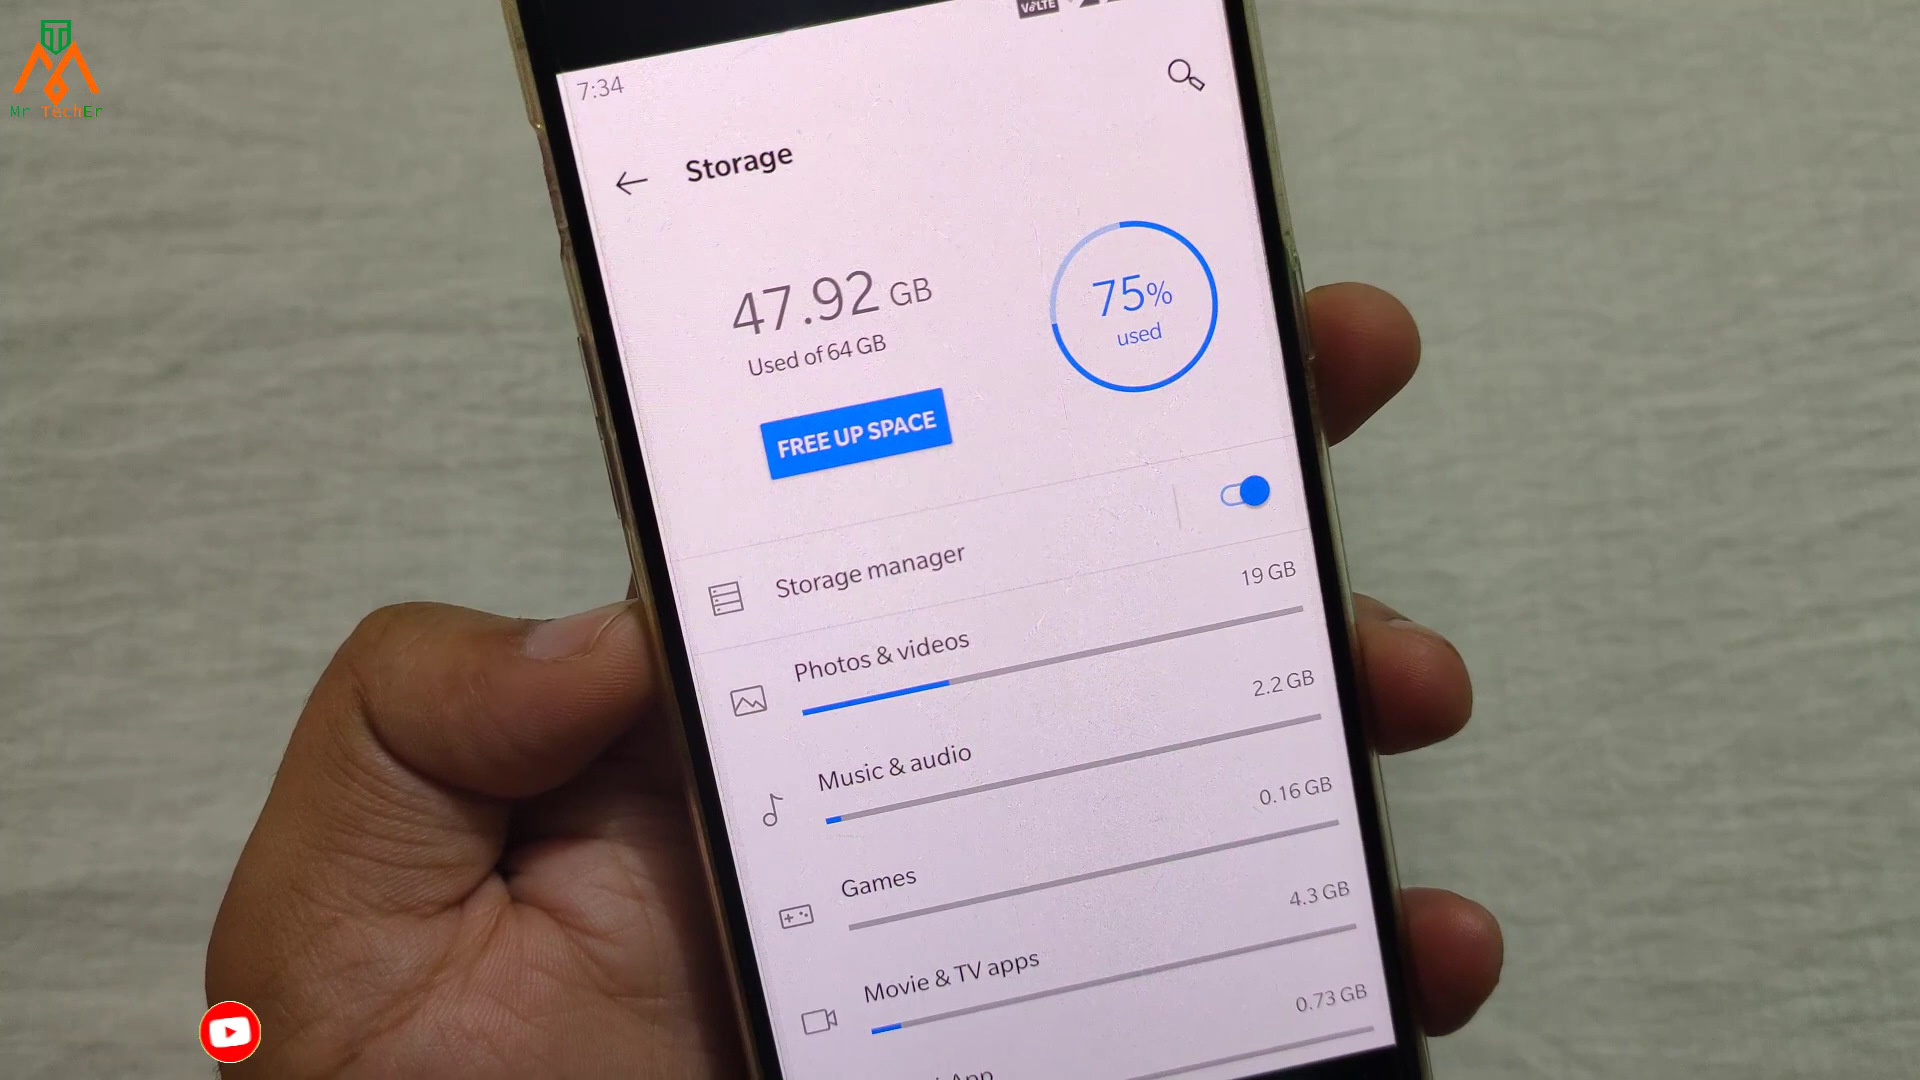 Mr TechEr
VoLTE
7:34
Storage
47.92 GB
Used of 64 GB
75%
used
FREE UP SPACE
Storage manager
Photos & videos
19 GB
Music & audio
2.2 GB
Games
0.16 GB
Movie & TV apps
4.3 GB
App
0.73 GB